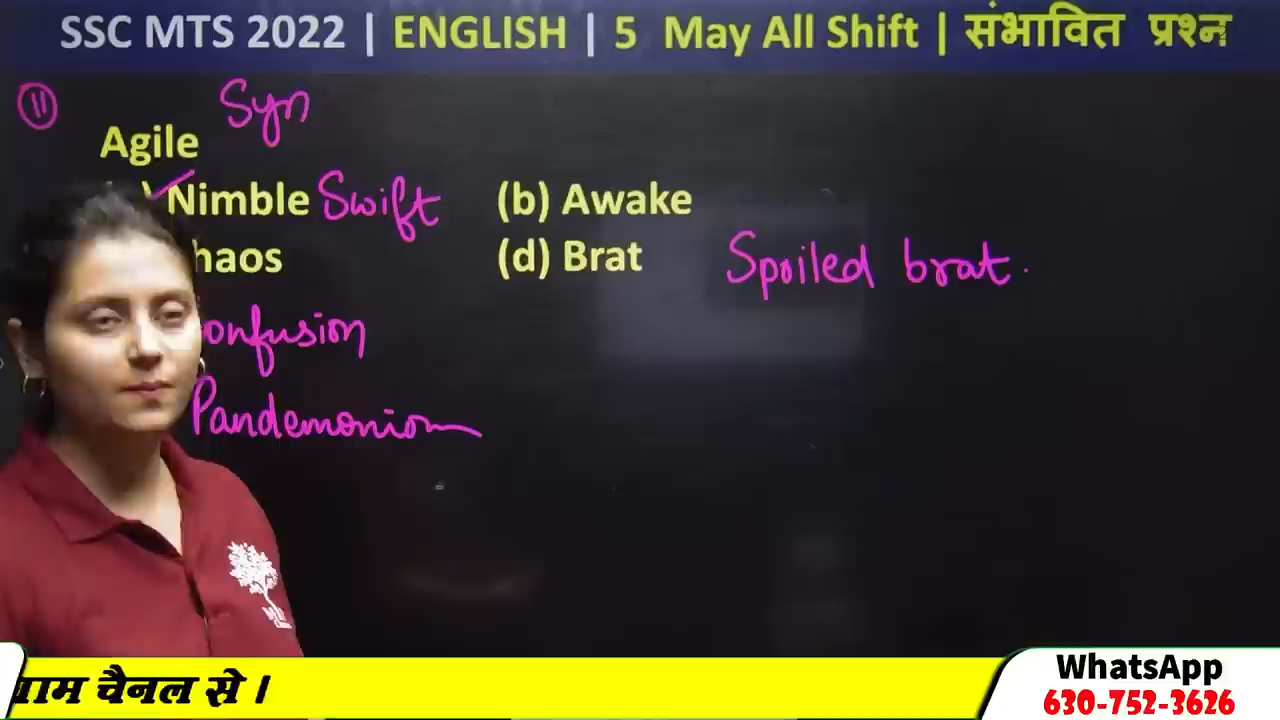 SSC MTS 2022 | ENGLISH | 5 May All Shift | संभावित प्रश्न
11
Syn
Agile
Nimble Swift (b) Awake
haos (d) Brat Spoiled brat.
onfusion
Pandemonium
चैनल से ।
WhatsApp
630-752-3626